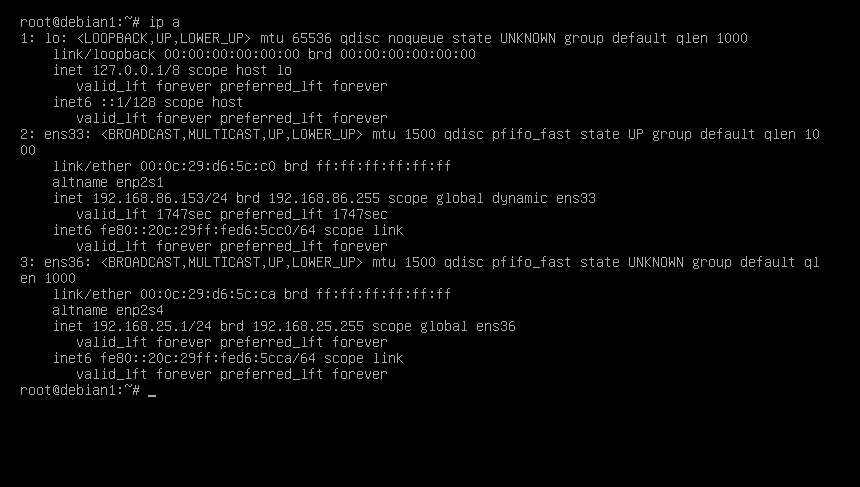 root@debian1:~# ip a
1: lo: <LOOPBACK,UP,LOWER_UP> mtu 65536 qdisc noqueue state UNKNOWN group default qlen 1000
    link/loopback 00:00:00:00:00:00 brd 00:00:00:00:00:00
    inet 127.0.0.1/8 scope host lo
       valid_lft forever preferred_lft forever
    inet6 ::1/128 scope host
       valid_lft forever preferred_lft forever
2: ens33: <BROADCAST,MULTICAST,UP,LOWER_UP> mtu 1500 qdisc pfifo_fast state UP group default qlen 10
00
    link/ether 00:0c:29:d6:5c:c0 brd ff:ff:ff:ff:ff:ff
    altname enp2s1
    inet 192.168.86.153/24 brd 192.168.86.255 scope global dynamic ens33
       valid_lft 1747sec preferred_lft 1747sec
    inet6 fe80::20c:29ff:fed6:5cc0/64 scope link
       valid_lft forever preferred_lft forever
3: ens36: <BROADCAST,MULTICAST,UP,LOWER_UP> mtu 1500 qdisc pfifo_fast state UNKNOWN group default ql
en 1000
    link/ether 00:0c:29:d6:5c:ca brd ff:ff:ff:ff:ff:ff
    altname enp2s4
    inet 192.168.25.1/24 brd 192.168.25.255 scope global ens36
       valid_lft forever preferred_lft forever
    inet6 fe80::20c:29ff:fed6:5cca/64 scope link
       valid_lft forever preferred_lft forever
root@debian1:~# _